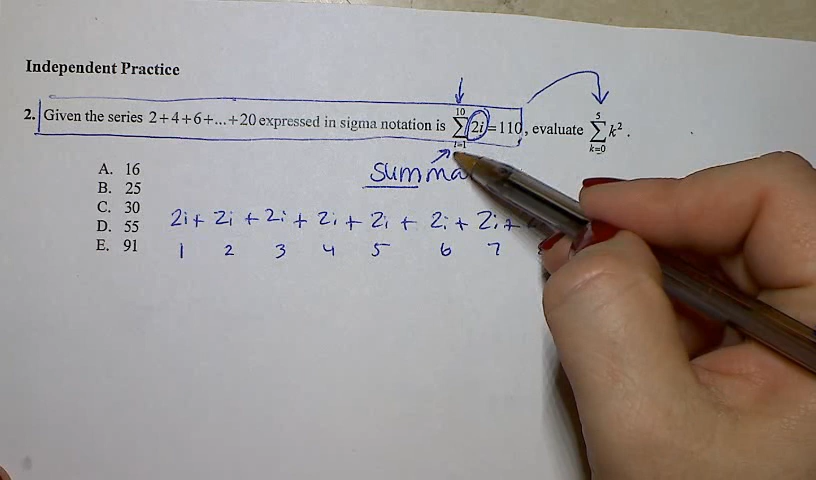 Independent Practice
2. Given the series 2+4+6+...+20 expressed in sigma notation is 10 ∑ i=1 2i=110, evaluate 5 ∑ k=0 k².
summa
A. 16
B. 25
C. 30
D. 55
E. 91
2i + 2i + 2i + 2i + 2i + 2i + 2i +
1 2 3 4 5 6 7